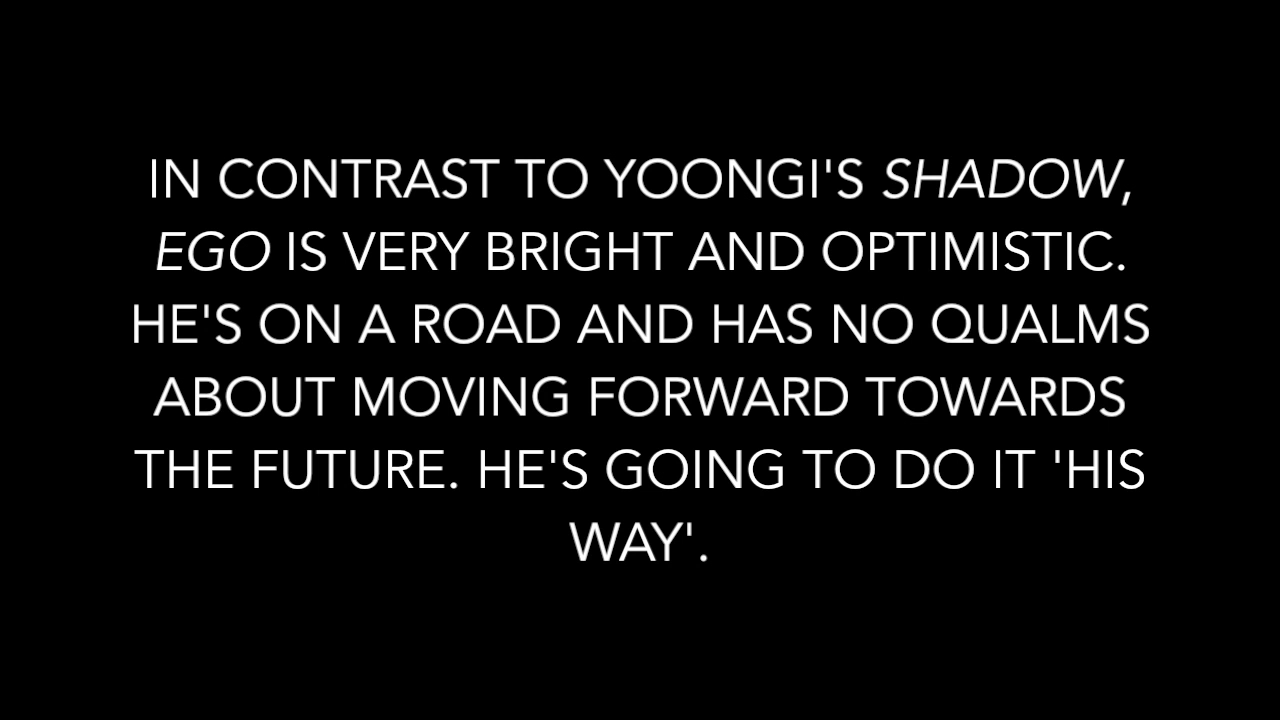 IN CONTRAST TO YOONGI'S SHADOW,
EGO IS VERY BRIGHT AND OPTIMISTIC.
HE'S ON A ROAD AND HAS NO QUALMS
ABOUT MOVING FORWARD TOWARDS
THE FUTURE. HE'S GOING TO DO IT 'HIS
WAY'.